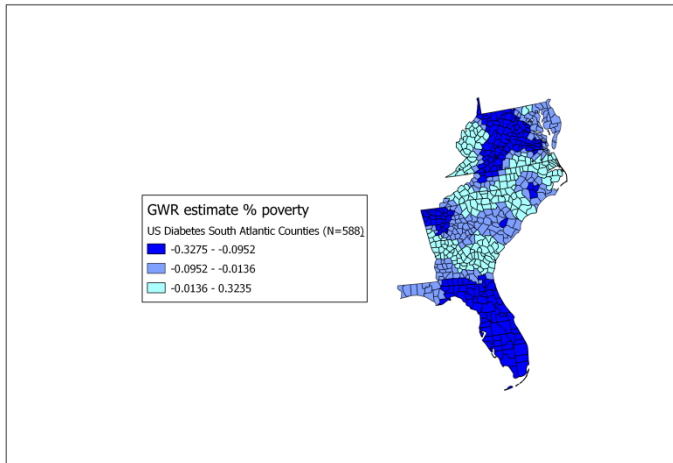 GWR estimate % poverty
US Diabetes South Atlantic Counties (N=588)
-0.3275 - -0.0952
-0.0952 - -0.0136
-0.0136 - 0.3235